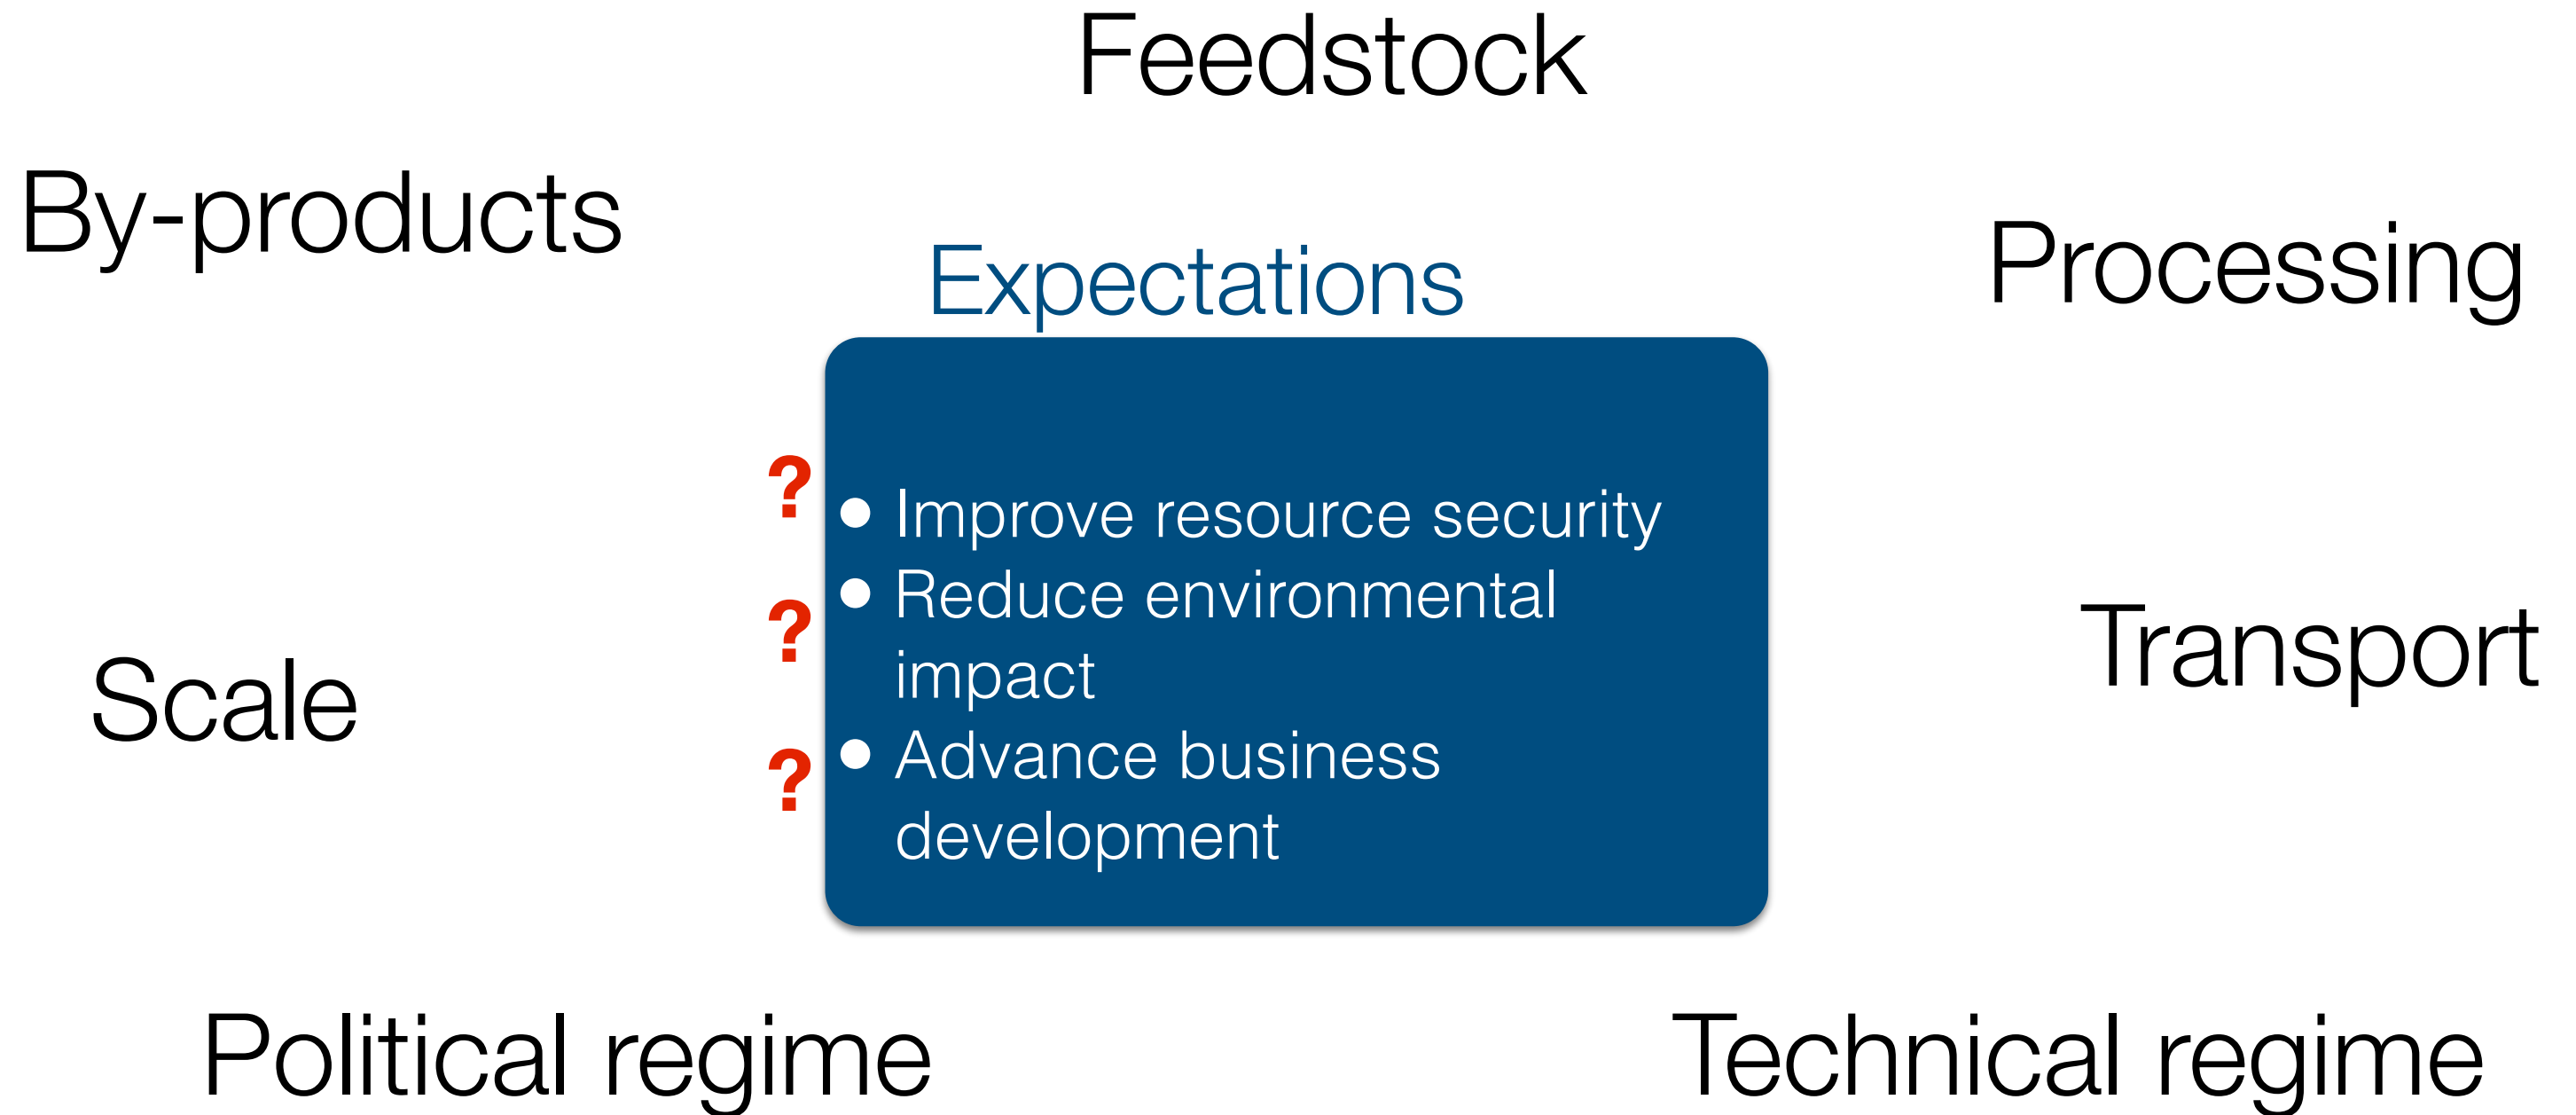 Feedstock
By-products
Processing
Expectations
?
● Improve resource security
? ● Reduce environmental
impact
? ● Advance business
development
Scale
Transport
Political regime
Technical regime